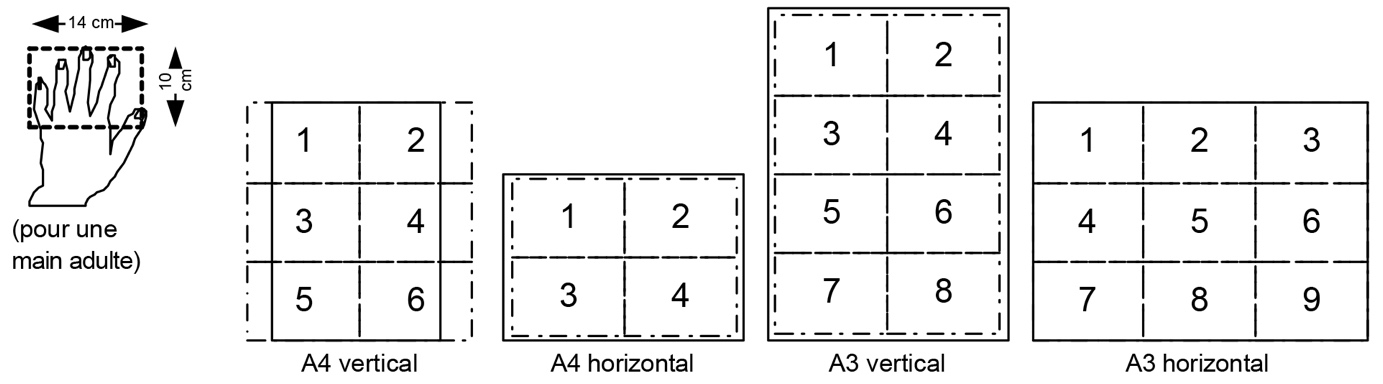 14 cm
10 cm
(pour une
main adulte)
1 2
3 4
5 6
A4 vertical
1 2
3 4
A4 horizontal
1 2
3 4
5 6
7 8
A3 vertical
1 2 3
4 5 6
7 8 9
A3 horizontal